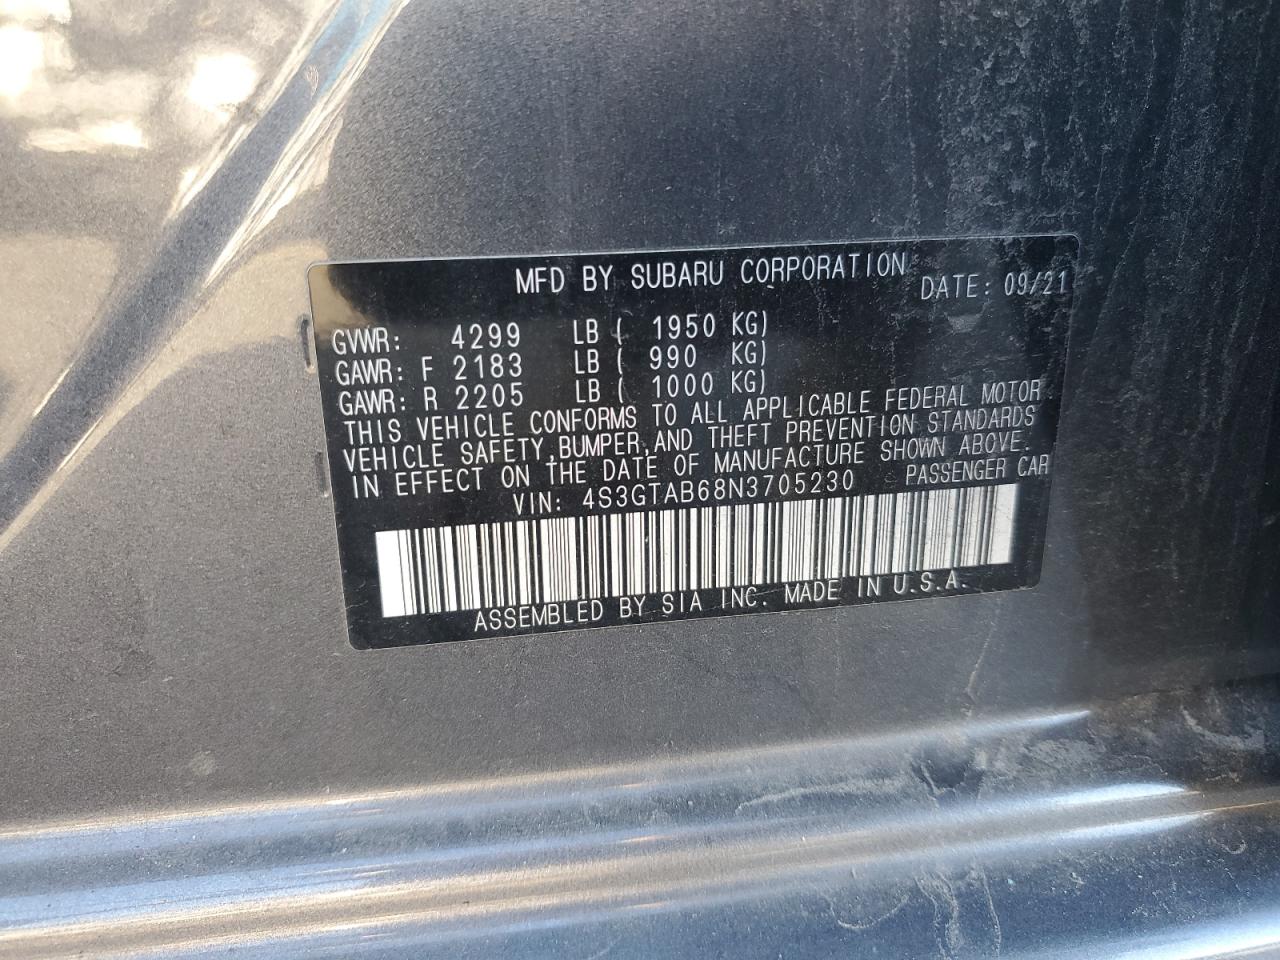 MFD BY SUBARU CORPORATION DATE: 09/21
GVWR: 4299 LB ( 1950 KG)
GAWR: F 2183 LB ( 990 KG)
GAWR: R 2205 LB ( 1000 KG)
THIS VEHICLE CONFORMS TO ALL APPLICABLE FEDERAL MOTOR
VEHICLE SAFETY,BUMPER,AND THEFT PREVENTION STANDARDS
IN EFFECT ON THE DATE OF MANUFACTURE SHOWN ABOVE.
VIN: 4S3GTAB68N3705230 PASSENGER CAR
ASSEMBLED BY SIA INC. MADE IN U.S.A.